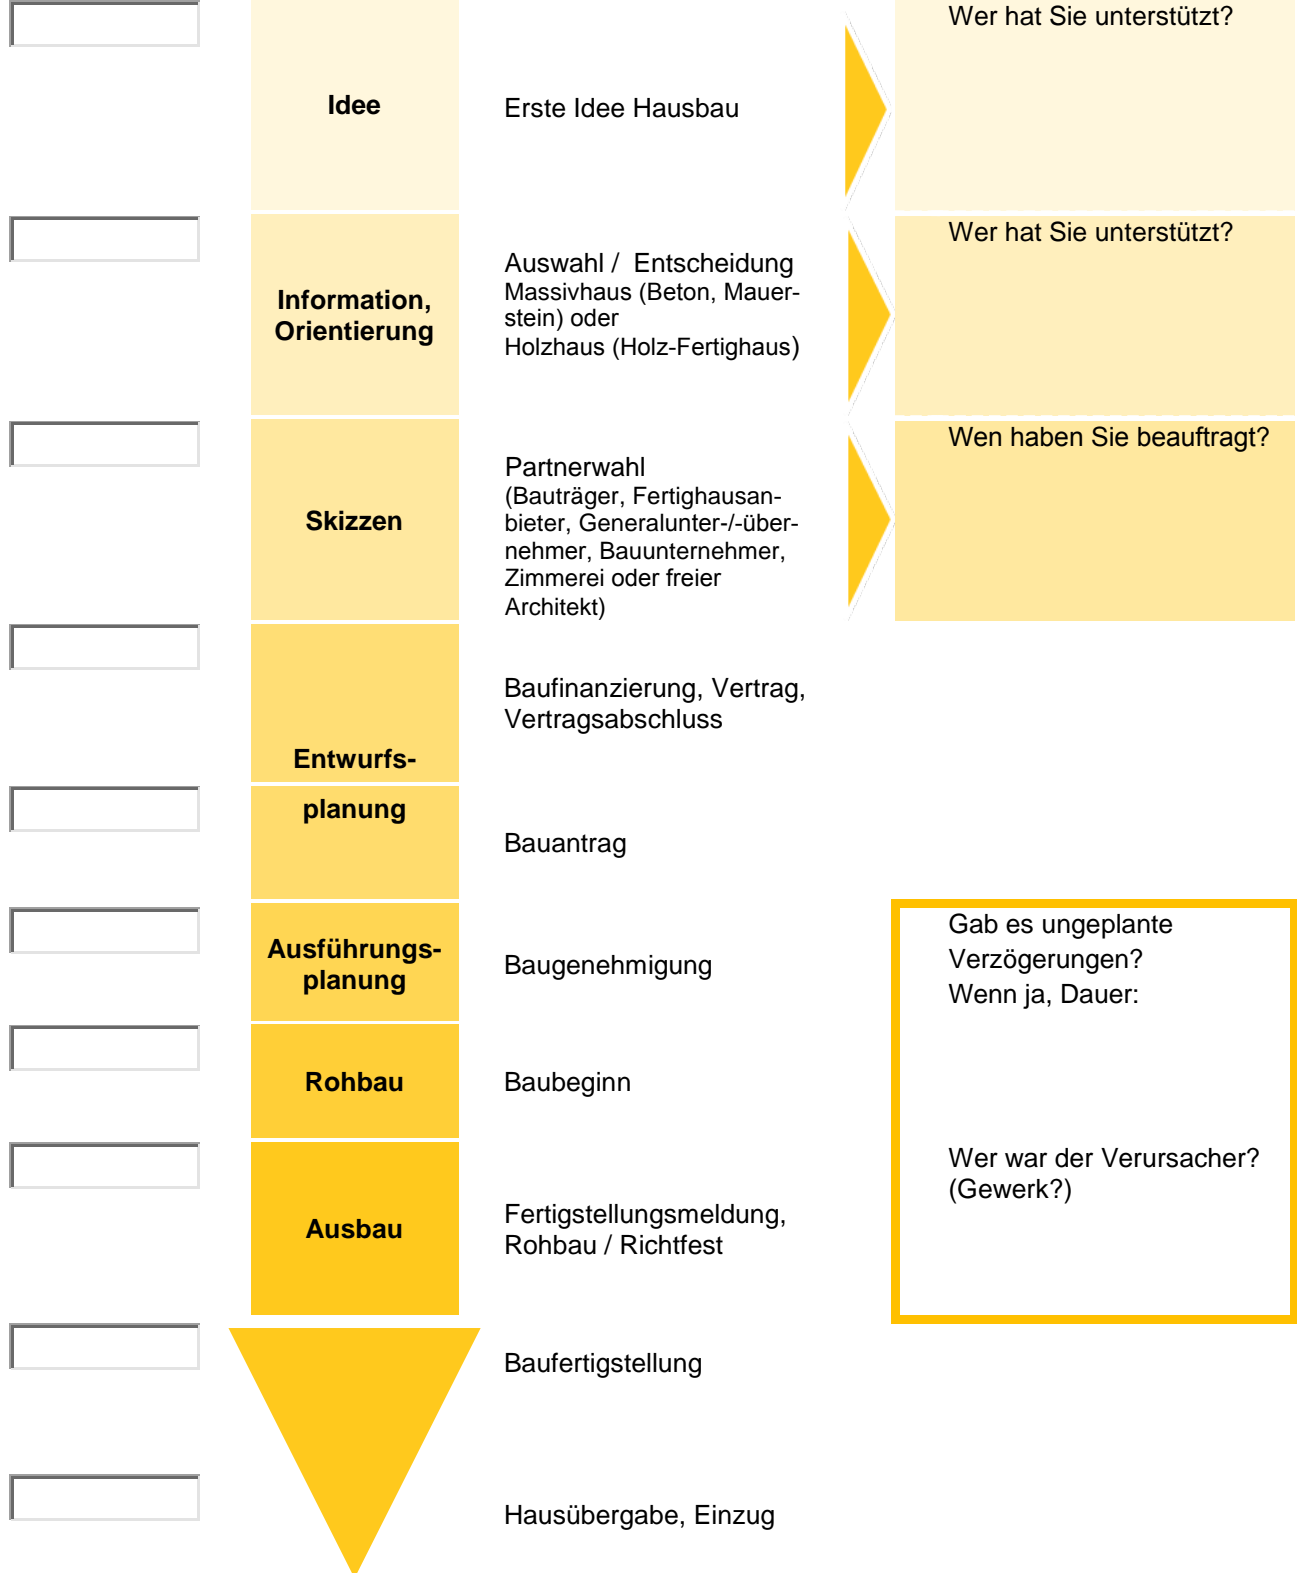 Wer hat Sie unterstützt?
Idee
Erste Idee Hausbau
Wer hat Sie unterstützt?
Information,
Orientierung
Auswahl / Entscheidung
Massivhaus (Beton, Mauer-
stein) oder
Holzhaus (Holz-Fertighaus)
Wen haben Sie beauftragt?
Skizzen
Partnerwahl
(Bauträger, Fertighausan-
bieter, Generalunter-/-über-
nehmer, Bauunternehmer,
Zimmerei oder freier
Architekt)
Entwurfs-
planung
Baufinanzierung, Vertrag,
Vertragsabschluss
Bauantrag
Ausführungs-
planung
Baugenehmigung
Gab es ungeplante
Verzögerungen?
Wenn ja, Dauer:
Rohbau
Baubeginn
Wer war der Verursacher?
(Gewerk?)
Ausbau
Fertigstellungsmeldung,
Rohbau / Richtfest
Baufertigstellung
Hausübergabe, Einzug